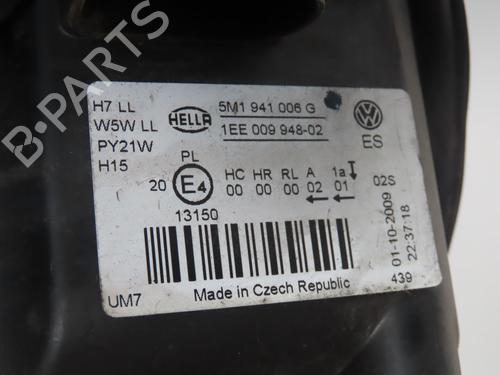 H7 LL
W5W LL
PY21W
H15
HELLA
5M1 941 006 G
1EE 009 948-02
ES
PL
20 E4
13150
HC HR RL A 1a
00 00 00 02 01
02S
01-10-2009
22:37:18
439
UM7
Made in Czech Republic
B-PARTS